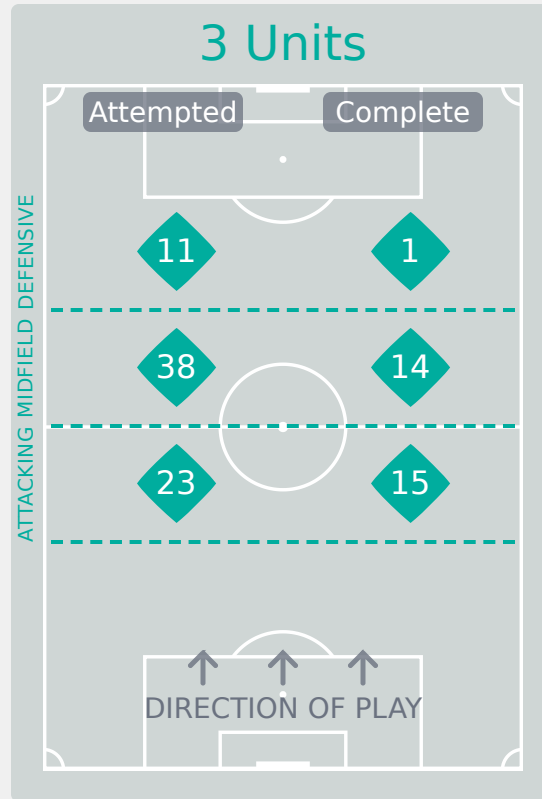 3 Units
Attempted
Complete
ATTACKING MIDFIELD DEFENSIVE
11
1
38
14
23
15
DIRECTION OF PLAY